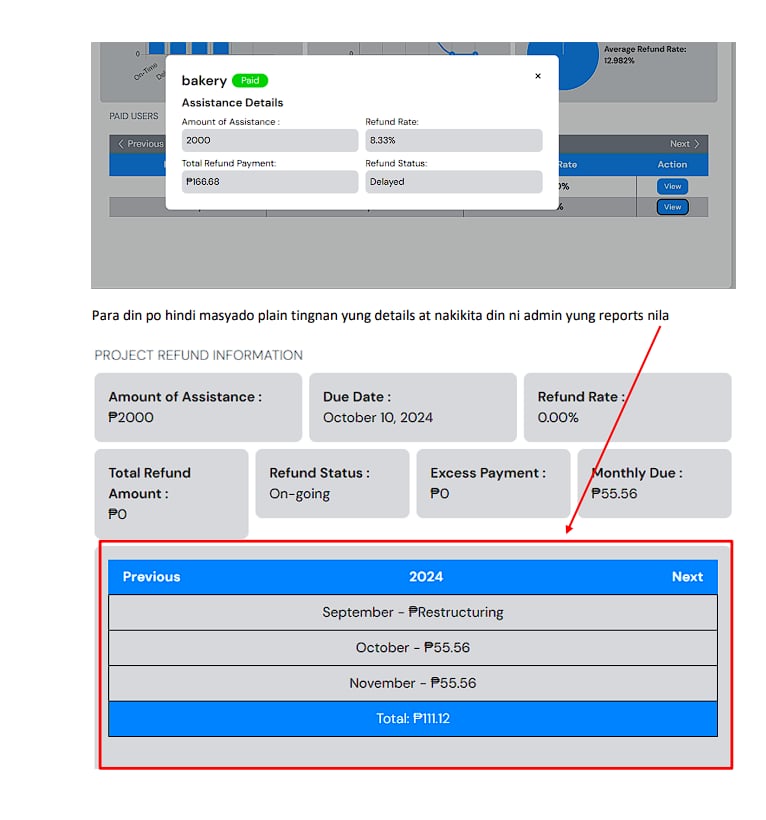 0
0
On-Time
Average Refund Rate:
12.982%
bakery Paid
×
Assistance Details
Amount of Assistance :
Refund Rate:
2000
8.33%
Total Refund Payment:
Refund Status:
₱166.68
Delayed
PAID USERS
< Previous
Next >
Rate
Action
View
%
View
Para din po hindi masyado plain tingnan yung details at nakikita din ni admin yung reports nila
PROJECT REFUND INFORMATION
Amount of Assistance :
₱2000
Due Date :
October 10, 2024
Refund Rate :
0.00%
Total Refund
Amount :
₱0
Refund Status :
On-going
Excess Payment :
₱0
Monthly Due :
₱55.56
Previous 2024 Next
September - ₱Restructuring
October - ₱55.56
November - ₱55.56
Total: ₱111.12